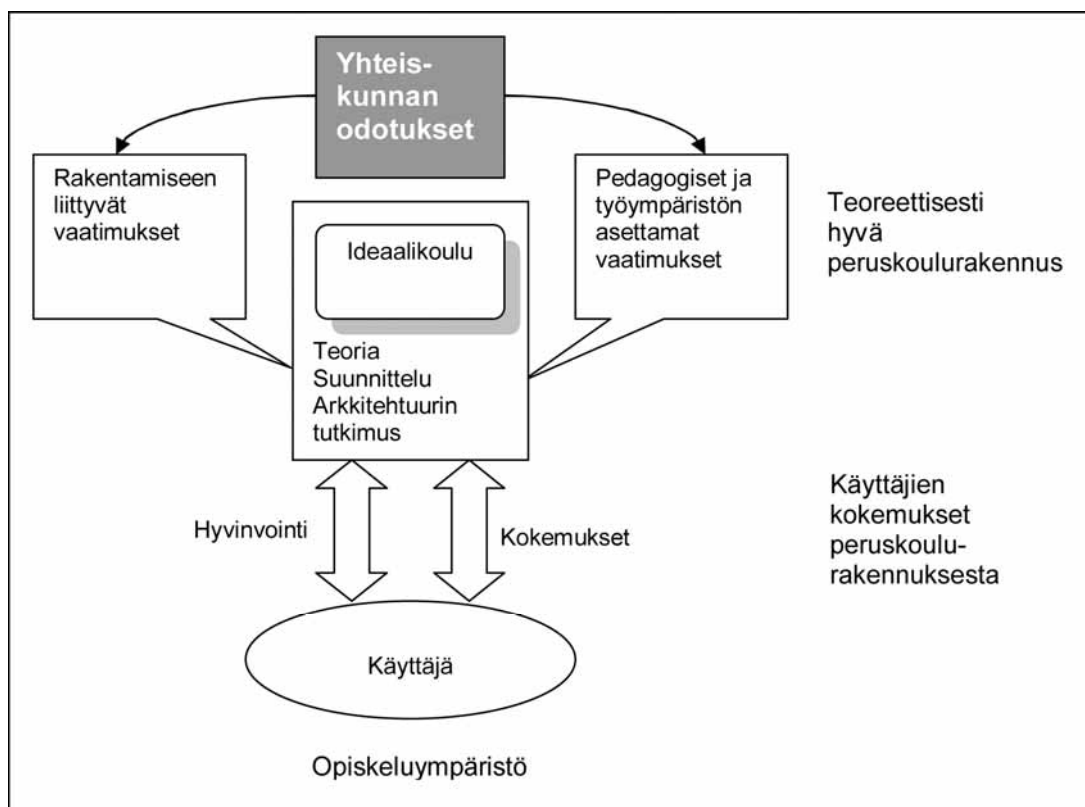 Yhteis-
kunnan
odotukset
Rakentamiseen
liittyvät
vaatimukset
Pedagogiset ja
työympäristön
asettamat
vaatimukset
Teoreettisesti
hyvä
peruskoulurakennus
Ideaalikoulu
Teoria
Suunnittelu
Arkkitehtuurin
tutkimus
Hyvinvointi
Kokemukset
Käyttäjien
kokemukset
peruskoulu-
rakennuksesta
Käyttäjä
Opiskeluympäristö